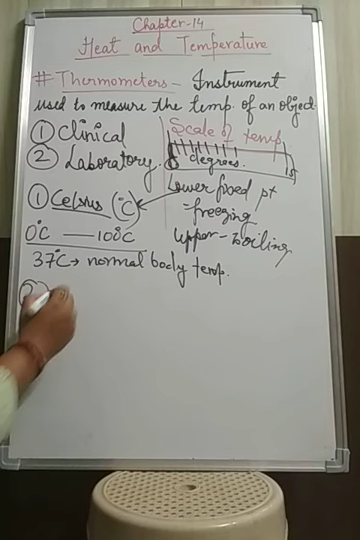 Chapter-14
Heat and Temperature
# Thermometers - Instrument
used to measure the temp. of an object.
① Clinical
② Laboratory.
Scale of temp
degrees.
① Celsius (°C)
0°C —— 100°C
37°C → normal body temp.
Lower fixed pt
= freezing
Upper - Boiling
②